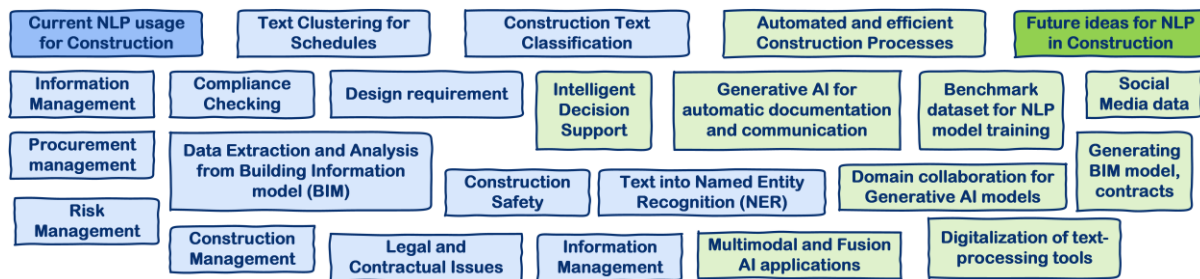 Current NLP usage
for Construction
Text Clustering for
Schedules
Construction Text
Classification
Automated and efficient
Construction Processes
Future ideas for NLP
in Construction
Information
Management
Compliance
Checking
Design requirement
Intelligent
Decision
Support
Generative AI for
automatic documentation
and communication
Benchmark
dataset for NLP
model training
Social
Media data
Procurement
management
Data Extraction and Analysis
from Building Information
model (BIM)
Construction
Safety
Text into Named Entity
Recognition (NER)
Domain collaboration for
Generative AI models
Generating
BIM model,
contracts
Risk
Management
Construction
Management
Legal and
Contractual Issues
Information
Management
Multimodal and Fusion
AI applications
Digitalization of text-
processing tools